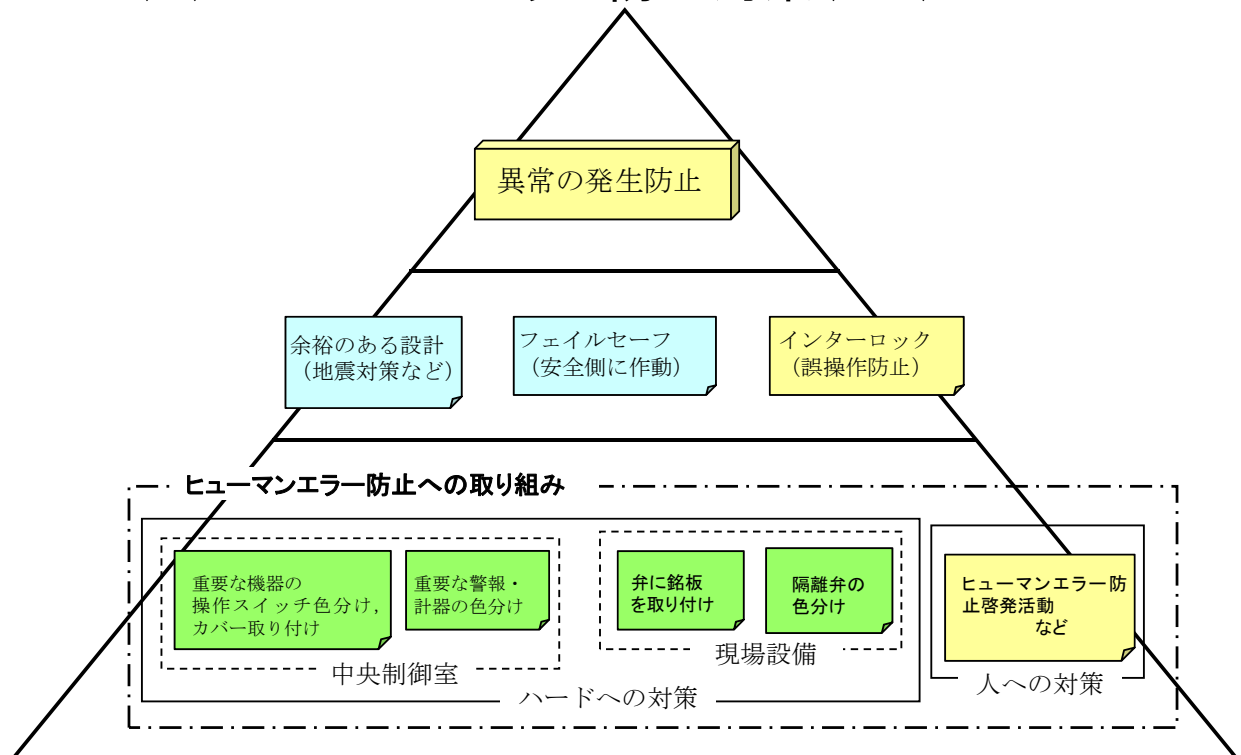 異常の発生防止
余裕のある設計
（地震対策など）
フェイルセーフ
（安全側に作動）
インターロック
（誤操作防止）
ヒューマンエラー防止への取り組み
重要な機器の
操作スイッチ色分け，
カバー取り付け
重要な警報・
計器の色分け
弁に銘板
を取り付け
隔離弁の
色分け
ヒューマンエラー防
止啓発活動
など
中央制御室
現場設備
人への対策
ハードへの対策